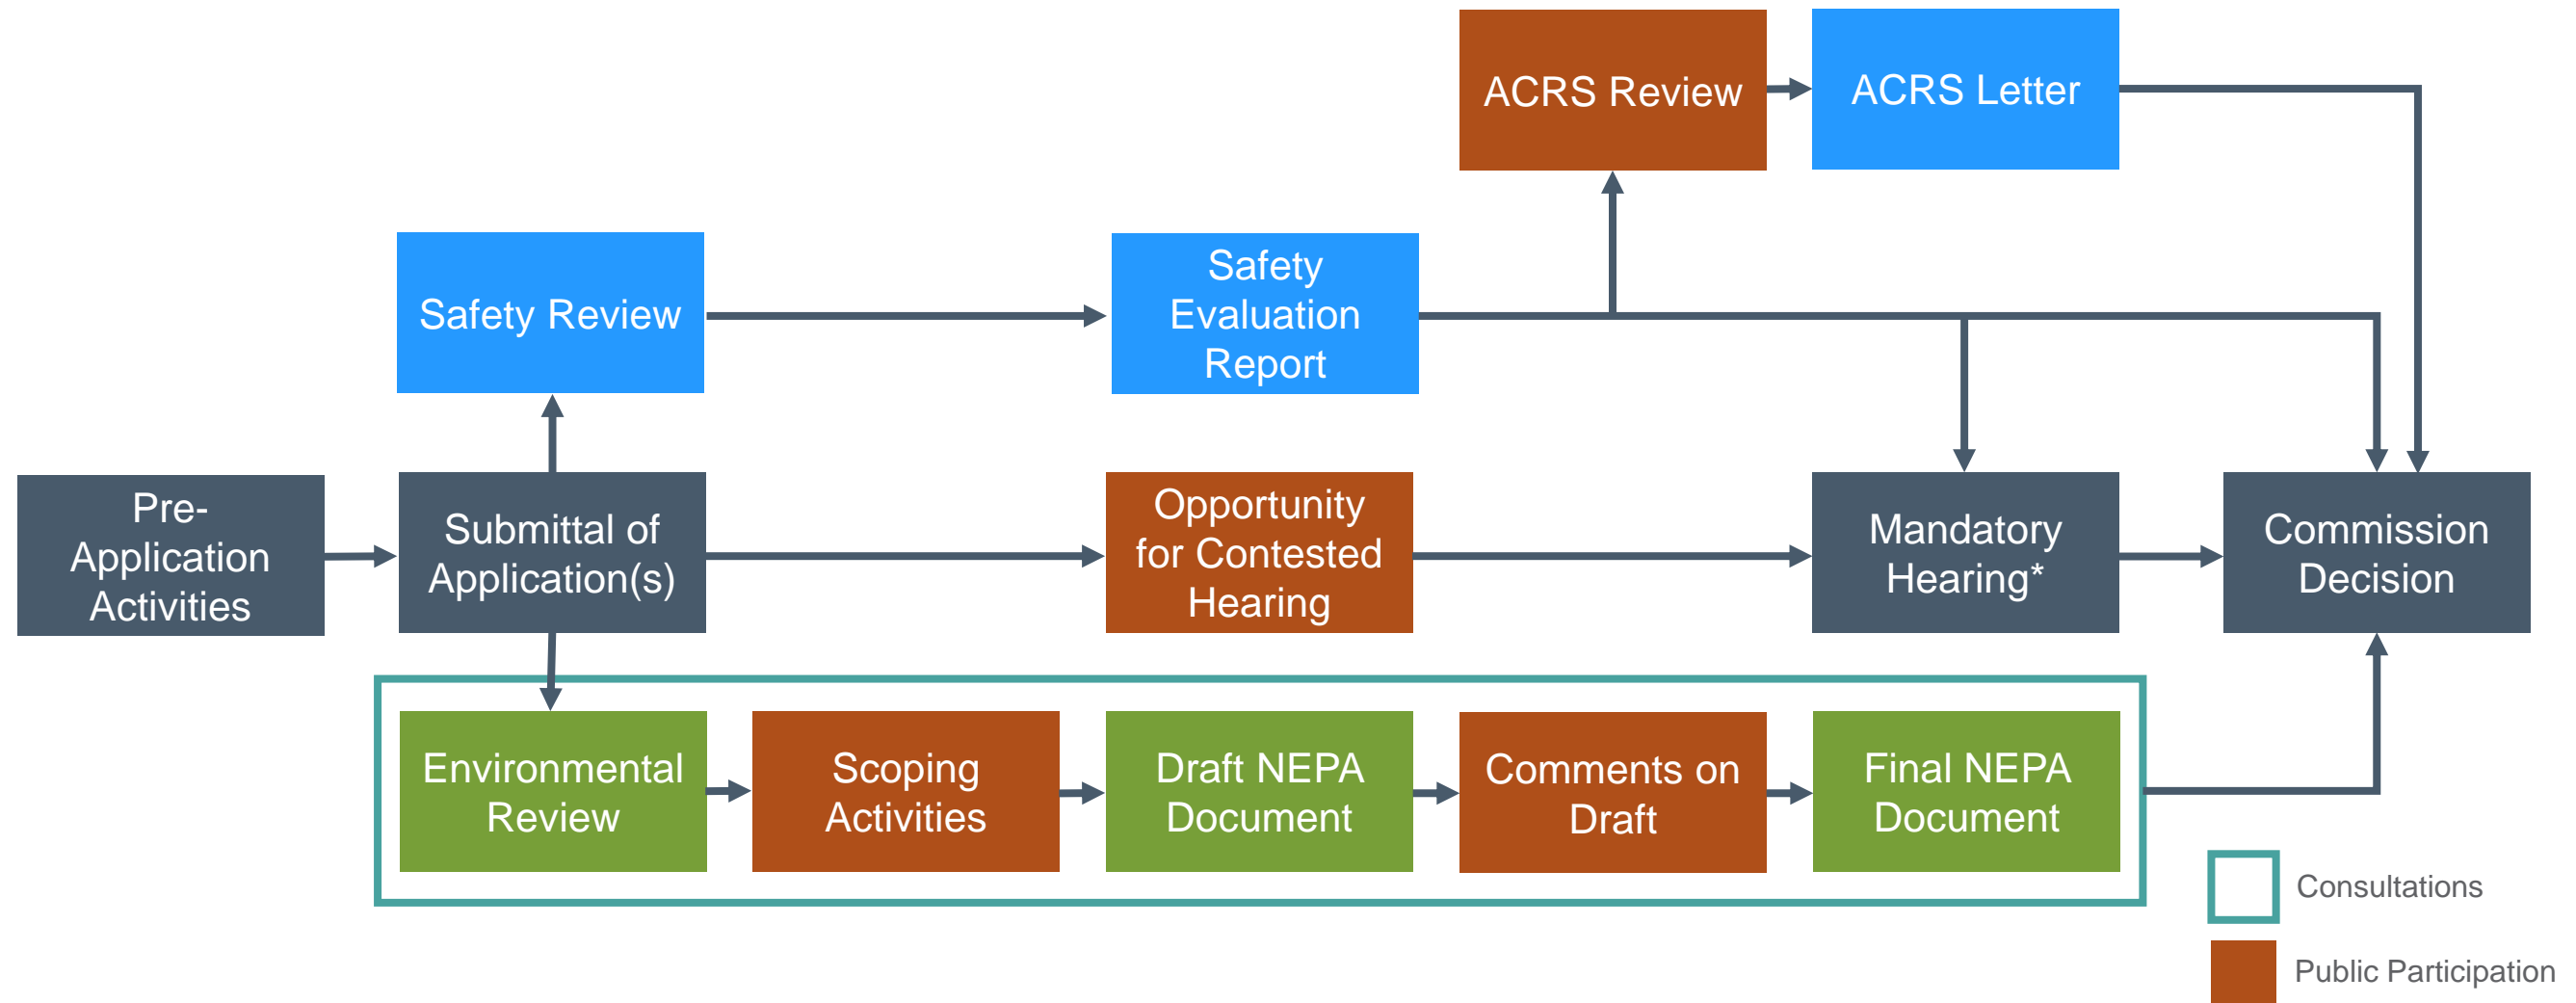 ACRS Review
ACRS Letter
Safety Review
Safety
Evaluation
Report
Pre-
Application
Activities
Submittal of
Application(s)
Opportunity
for Contested
Hearing
Mandatory
Hearing*
Commission
Decision
Environmental
Review
Scoping
Activities
Draft NEPA
Document
Comments on
Draft
Final NEPA
Document
Consultations
Public Participation